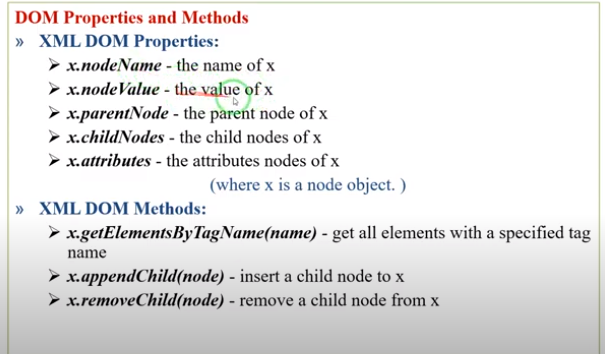 DOM Properties and Methods
» XML DOM Properties:
➢ x.nodeName - the name of x
➢ x.nodeValue - the value of x
➢ x.parentNode - the parent node of x
➢ x.childNodes - the child nodes of x
➢ x.attributes - the attributes nodes of x
(where x is a node object. )
» XML DOM Methods:
➢ x.getElementsByTagName(name) - get all elements with a specified tag
name
➢ x.appendChild(node) - insert a child node to x
➢ x.removeChild(node) - remove a child node from x